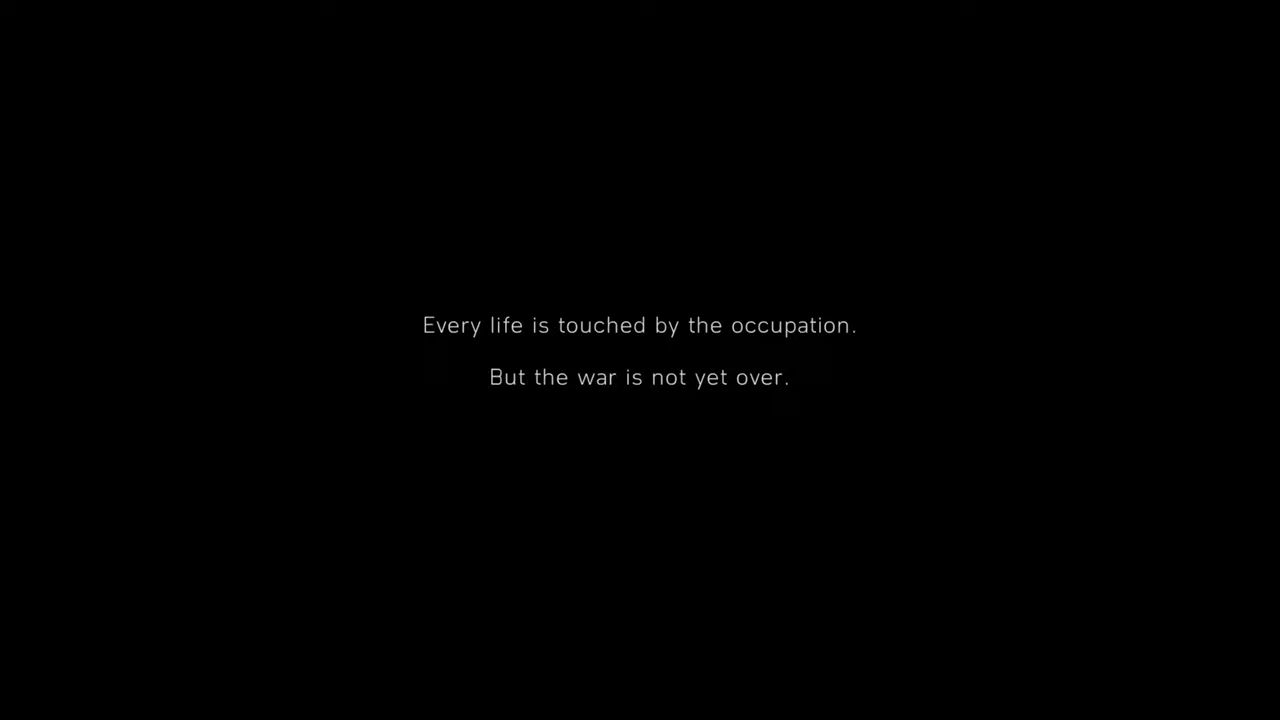 Every life is touched by the occupation.
But the war is not yet over.